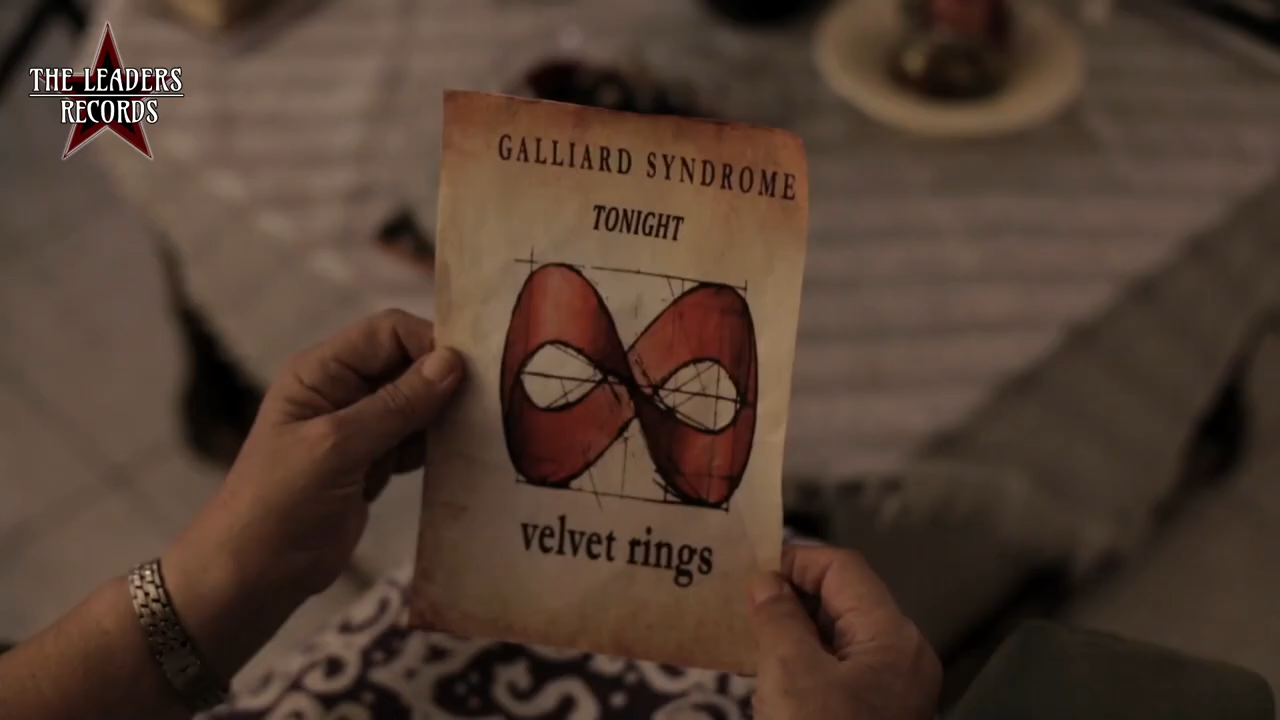 THE LEADERS
RECORDS
GALLIARD SYNDROME
TONIGHT
velvet rings